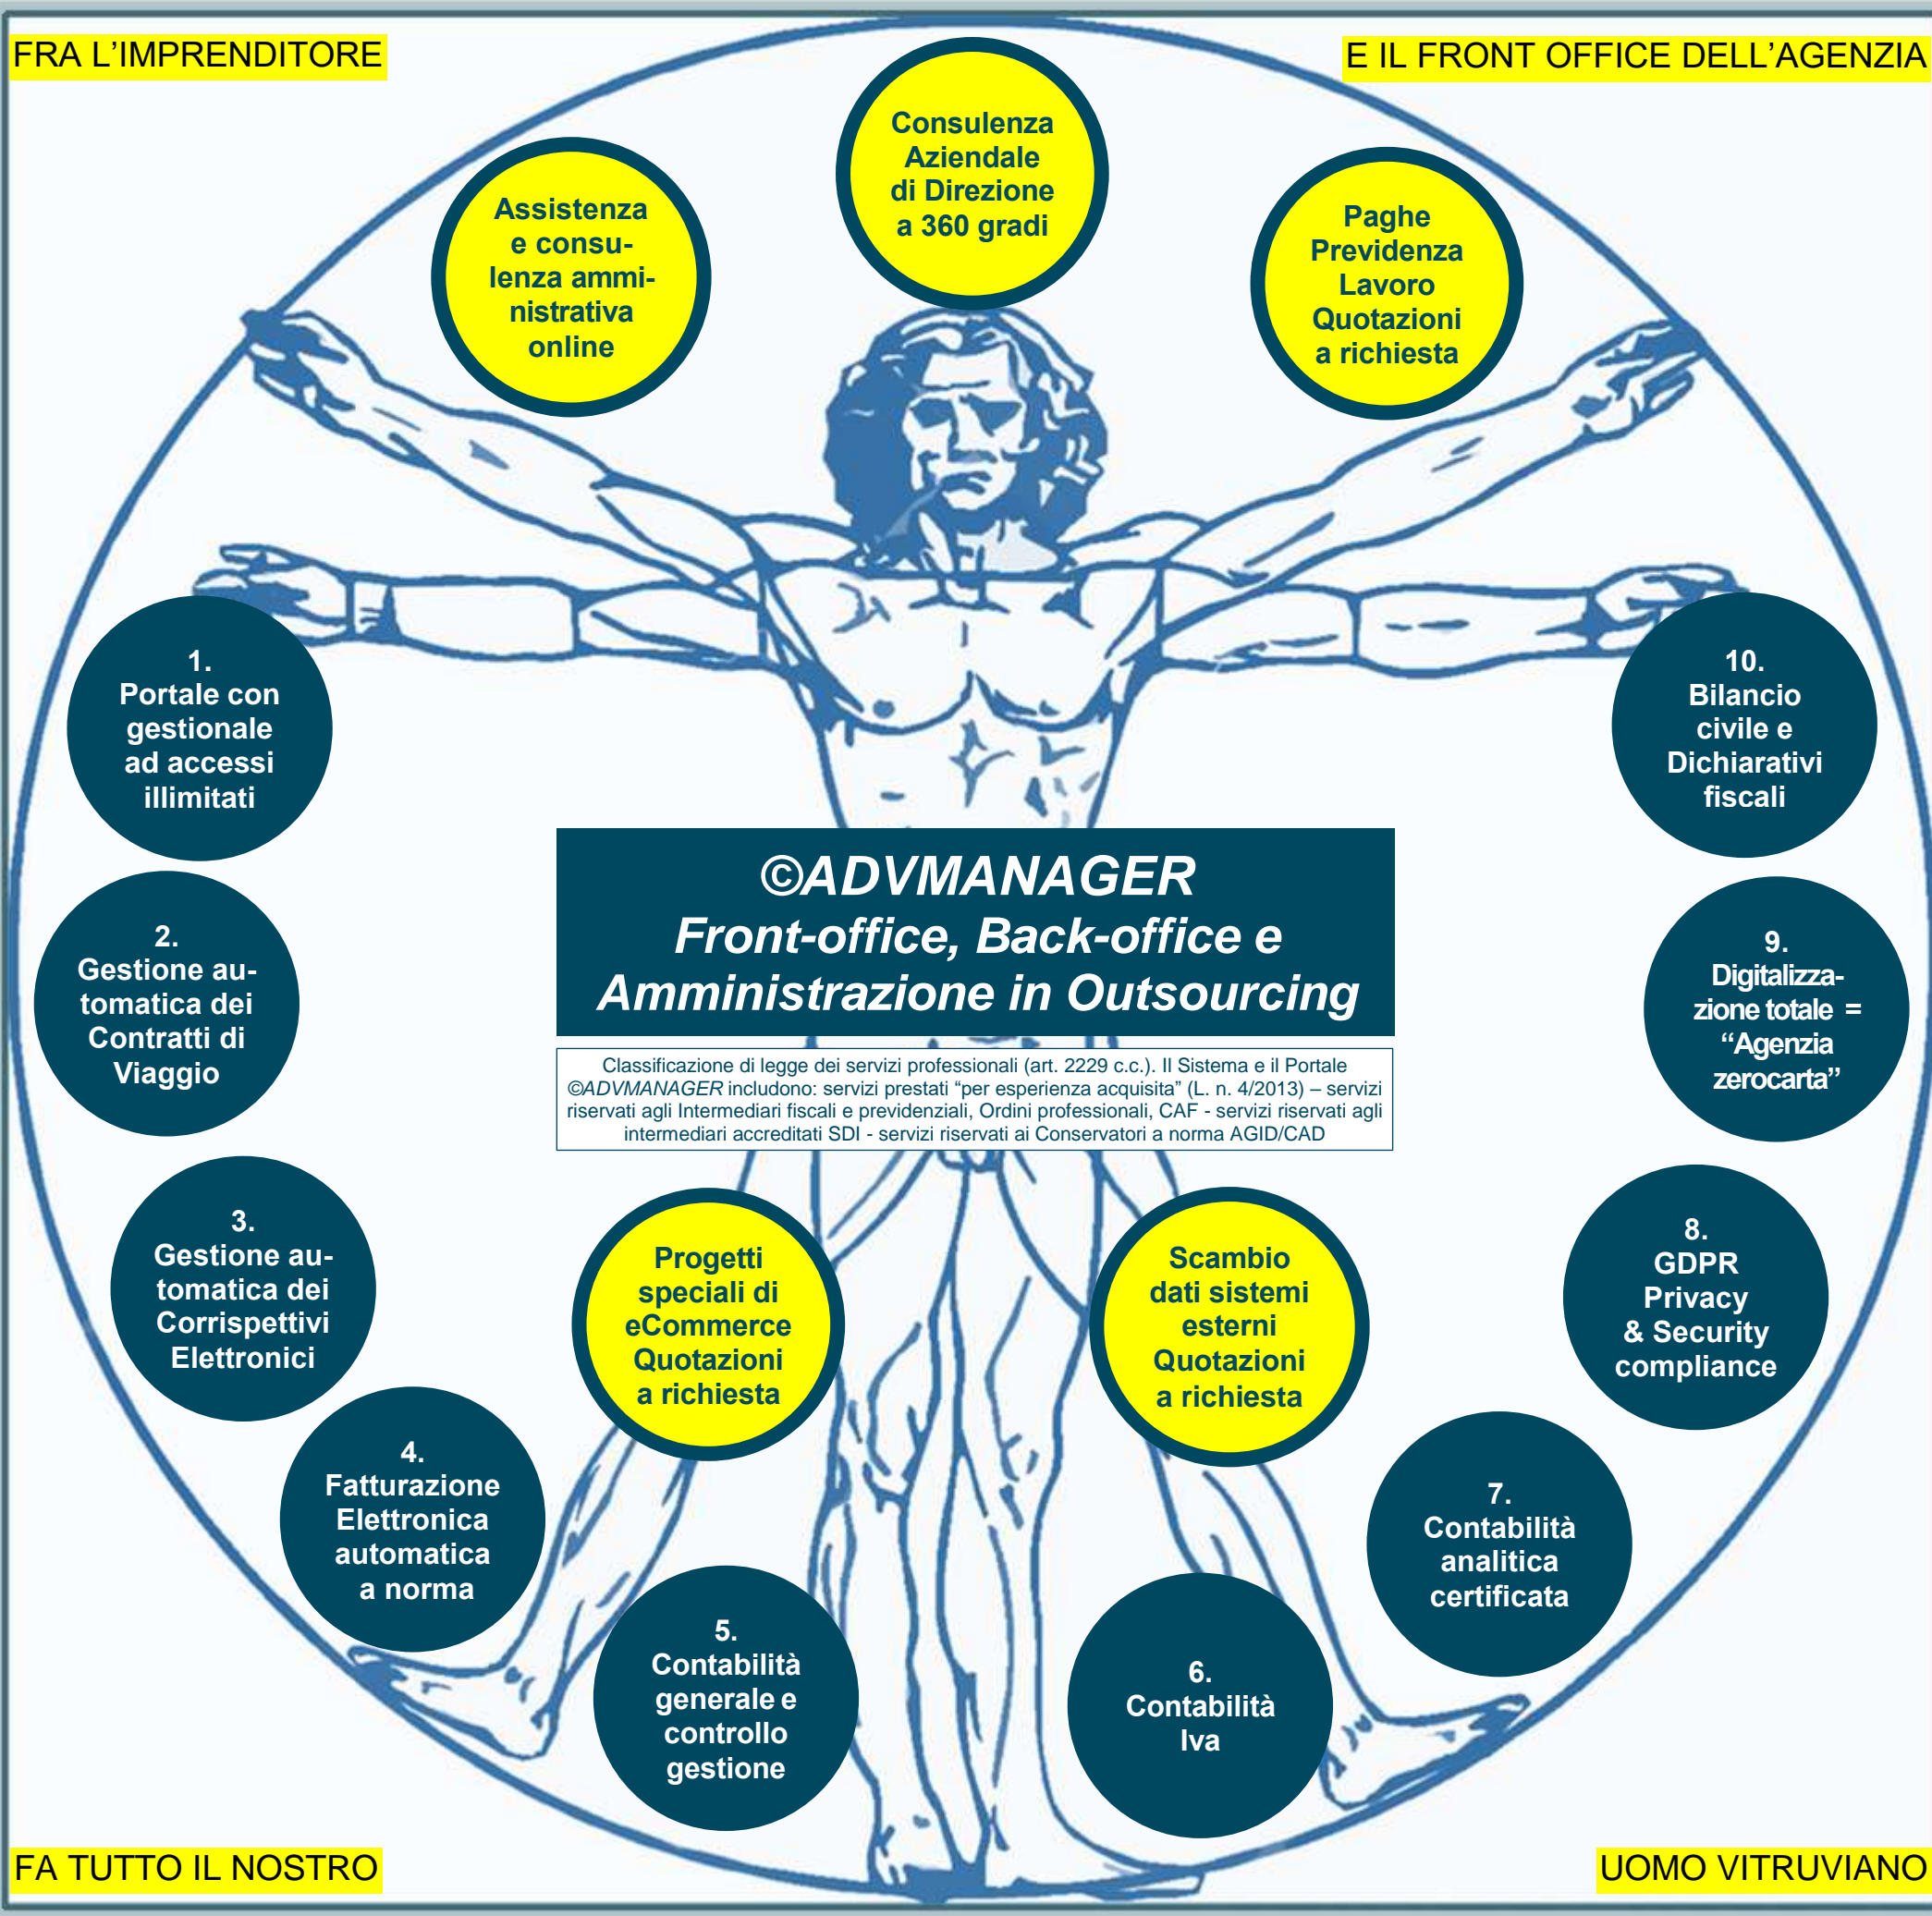 FRA L'IMPRENDITORE
E IL FRONT OFFICE DELL'AGENZIA
Consulenza
Aziendale
di Direzione
a 360 gradi
Assistenza
e consu-
lenza ammi-
nistrativa
online
Paghe
Previdenza
Lavoro
Quotazioni
a richiesta
1.
Portale con
gestionale
ad accessi
illimitati
10.
Bilancio
civile e
Dichiarativi
fiscali
©ADVMANAGER
Front-office, Back-office e
Amministrazione in Outsourcing
2.
Gestione au-
tomatica dei
Contratti di
Viaggio
9.
Digitalizza-
zione totale =
“Agenzia
zerocarta”
Classificazione di legge dei servizi professionali (art. 2229 c.c.). Il Sistema e il Portale
©ADVMANAGER includono: servizi prestati “per esperienza acquisita” (L. n. 4/2013) – servizi
riservati agli Intermediari fiscali e previdenziali, Ordini professionali, CAF - servizi riservati agli
intermediari accreditati SDI - servizi riservati ai Conservatori a norma AGID/CAD
3.
Gestione au-
tomatica dei
Corrispettivi
Elettronici
Progetti
speciali di
eCommerce
Quotazioni
a richiesta
Scambio
dati sistemi
esterni
Quotazioni
a richiesta
8.
GDPR
Privacy
& Security
compliance
4.
Fatturazione
Elettronica
automatica
a norma
7.
Contabilità
analitica
certificata
5.
Contabilità
generale e
controllo
gestione
6.
Contabilità
Iva
FA TUTTO IL NOSTRO
UOMO VITRUVIANO